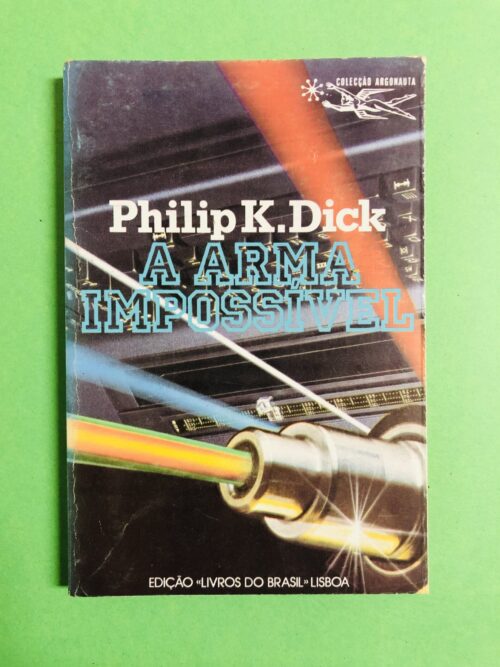 COLECÇÃO ARGONAUTA
Philip K. Dick
A ARMA
IMPOSSÍVEL
EDIÇÃO «LIVROS DO BRASIL» LISBOA